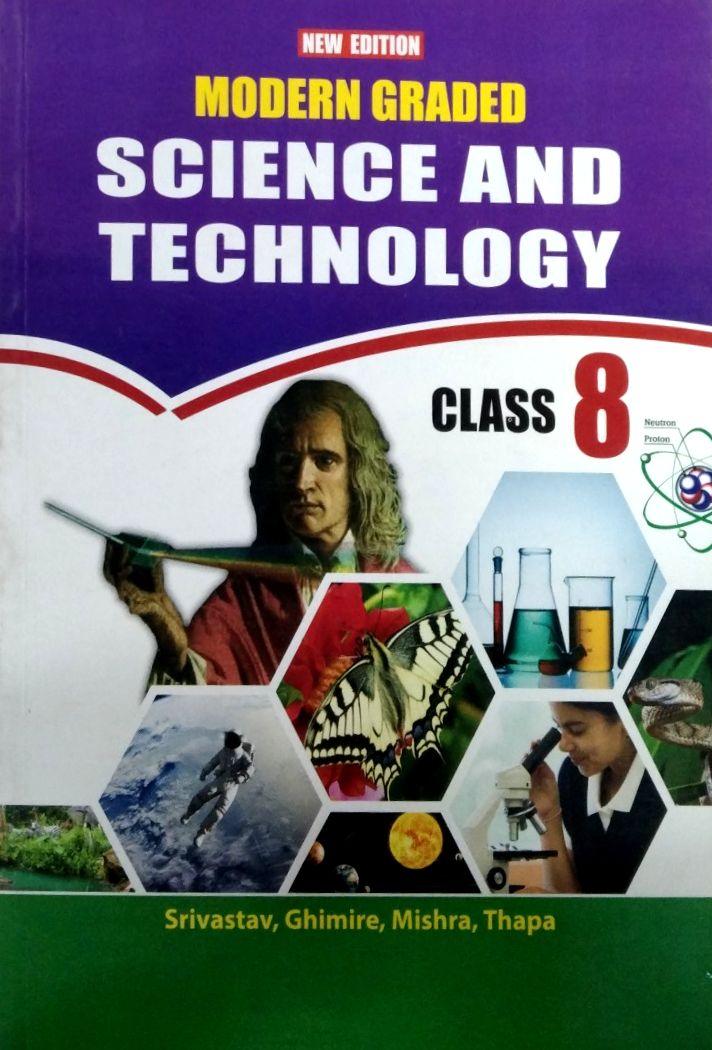 NEW EDITION
MODERN GRADED
SCIENCE AND
TECHNOLOGY
CLASS 8
Neutron
Proton
Srivastav, Ghimire, Mishra, Thapa